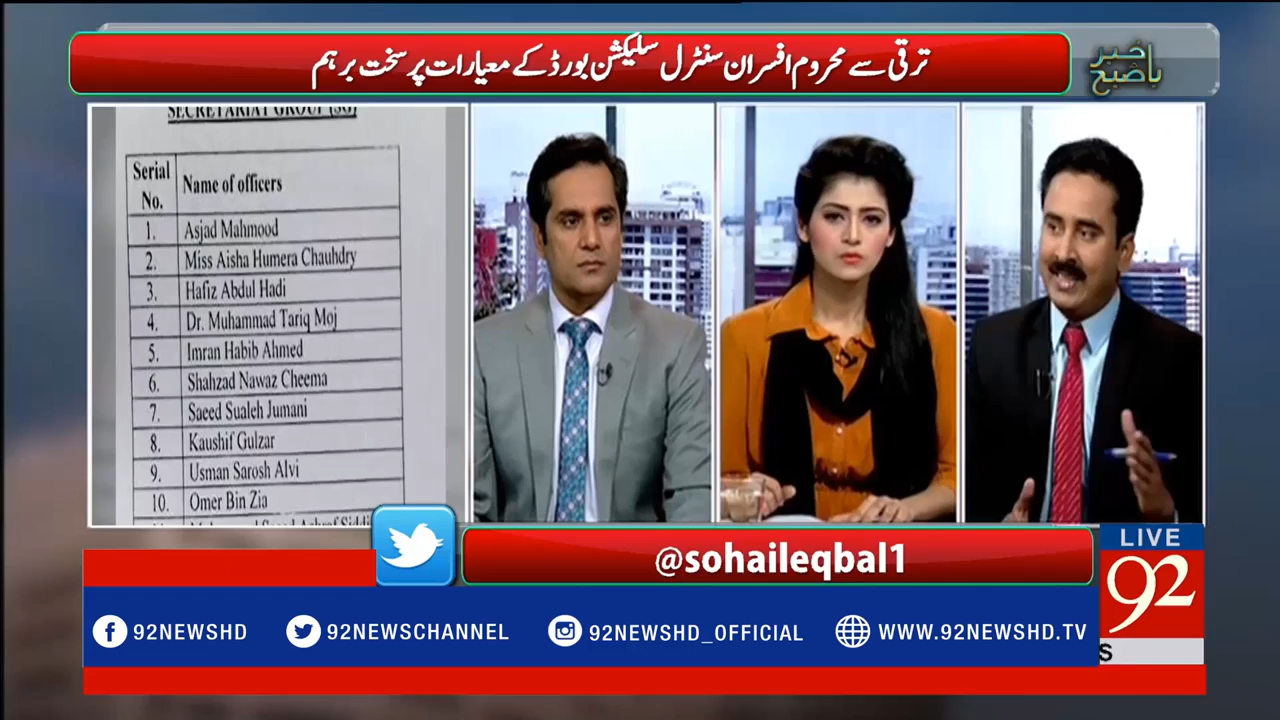 ترقی سے محروم افسران سنٹرل سلیکشن بورڈ کے معیارات پر سخت برہم
خبر باصبح
SECRETARIAT GROUP (SG)
Serial No. Name of officers
1. Asjad Mahmood
2. Miss Aisha Humera Chauhdry
3. Hafiz Abdul Hadi
4. Dr. Muhammad Tariq Moj
5. Imran Habib Ahmed
6. Shahzad Nawaz Cheema
7. Saeed Sualeh Jumani
8. Kaushif Gulzar
9. Usman Sarosh Alvi
10. Omer Bin Zia
@sohaileqbal1
LIVE
92
92NEWSHD
92NEWSCHANNEL
92NEWSHD_OFFICIAL
WWW.92NEWSHD.TV
S